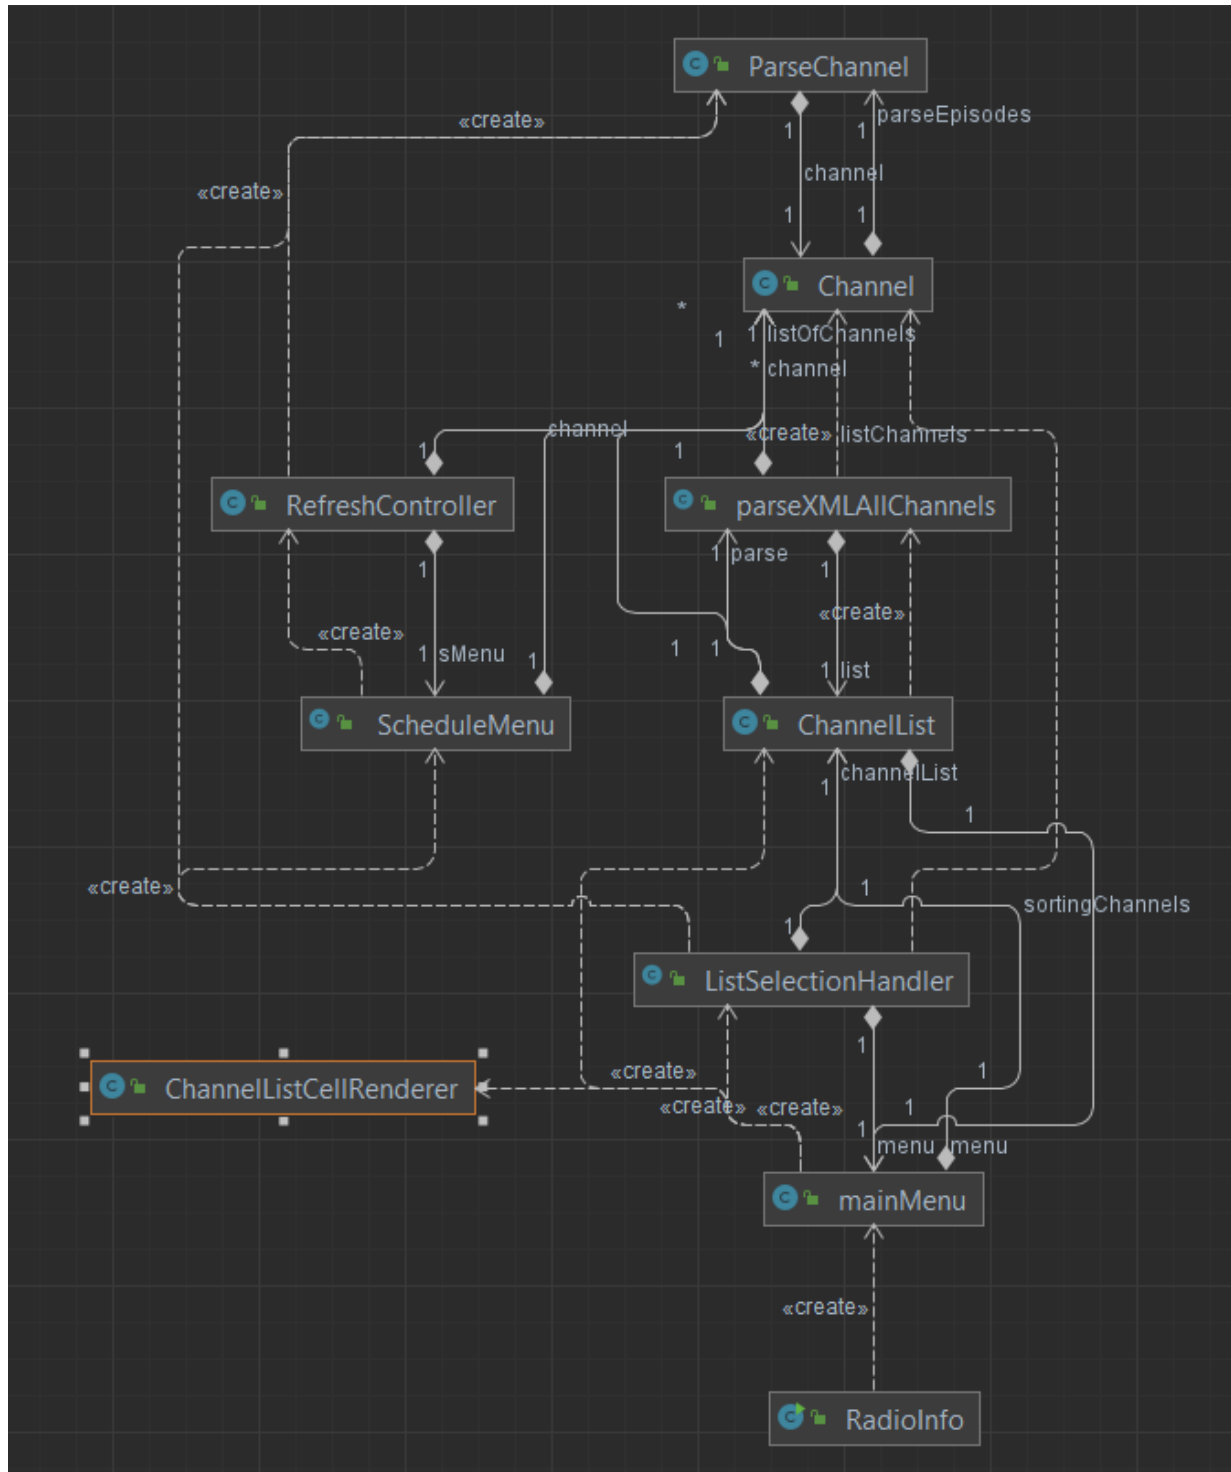 ParseChannel
«create»
parseEpisodes
1
1
channel
«create»
1
1
Channel
*
1
1 listOfChannels
* channel
channel
«create»
listChannels
1
1
RefreshController
parseXMLAllChannels
1
1 parse
1
«create»
«create»
1 sMenu
1
1
1
1 list
ScheduleMenu
ChannelList
channelList
1
1
«create»
1
sortingChannels
1
ListSelectionHandler
1
«create»
1
ChannelListCellRenderer
«create»
«create»
1
1
menu
menu
mainMenu
«create»
RadioInfo